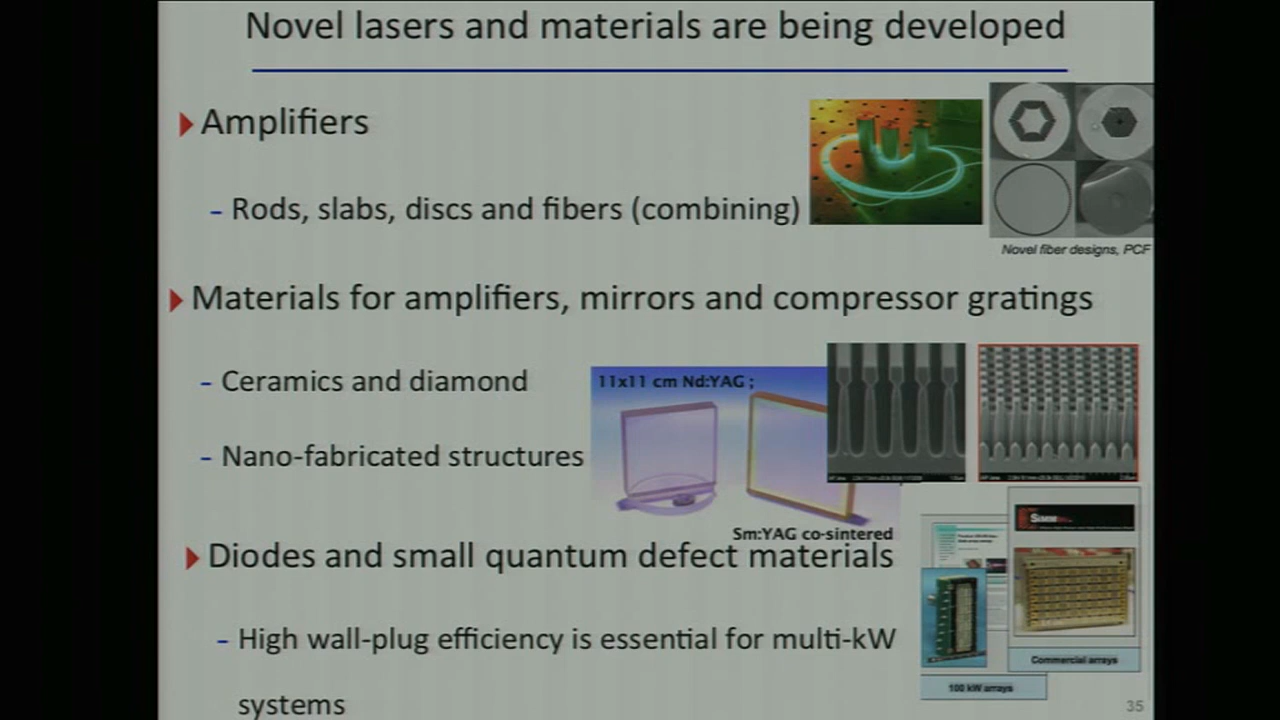 Novel lasers and materials are being developed
Amplifiers
- Rods, slabs, discs and fibers (combining)
Novel fiber designs, PCF
Materials for amplifiers, mirrors and compressor gratings
- Ceramics and diamond
11x11 cm Nd:YAG ;
- Nano-fabricated structures
Sm:YAG co-sintered
Diodes and small quantum defect materials
- High wall-plug efficiency is essential for multi-kW
systems
Commercial arrays
100 kW arrays
35